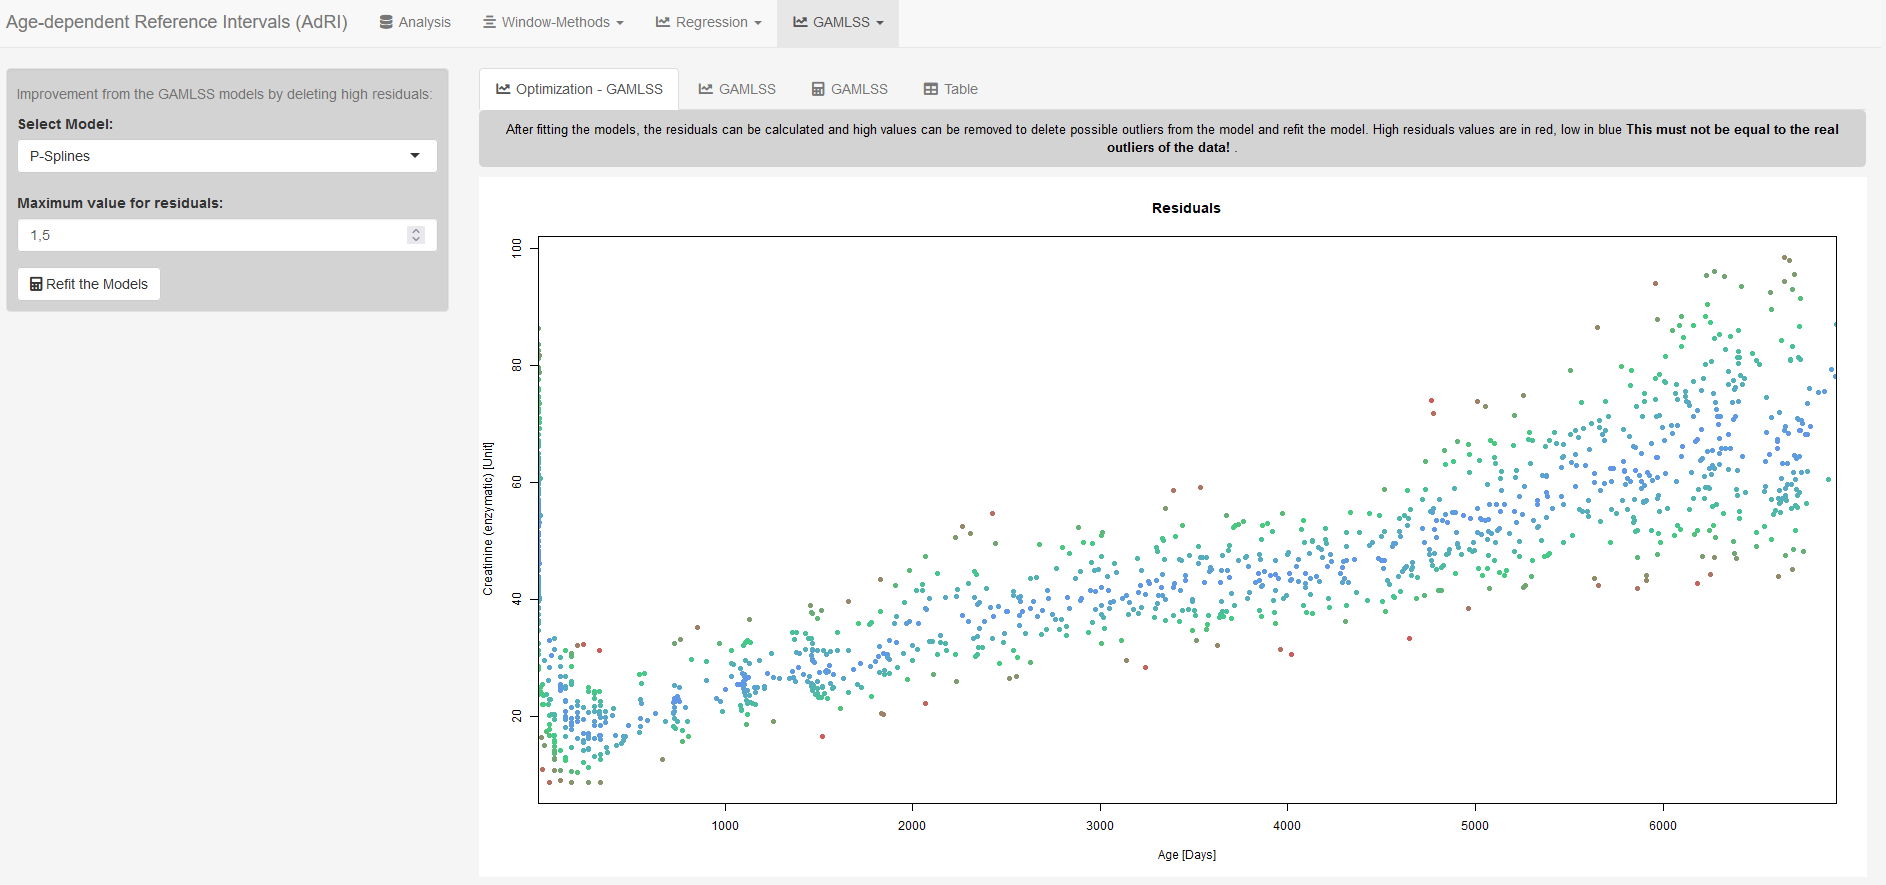 Age-dependent Reference Intervals (AdRI)
Analysis
Window-Methods
Regression
GAMLSS
Improvement from the GAMLSS models by deleting high residuals:
Select Model:
P-Splines
Maximum value for residuals:
1,5
Refit the Models
Optimization - GAMLSS
GAMLSS
GAMLSS
Table
After fitting the models, the residuals can be calculated and high values can be removed to delete possible outliers from the model and refit the model. High residuals values are in red, low in blue This must not be equal to the real
outliers of the data! .
Residuals
Creatinine (enzymatic) [Unit]
100
80
60
40
20
1000
2000
3000
4000
5000
6000
Age [Days]